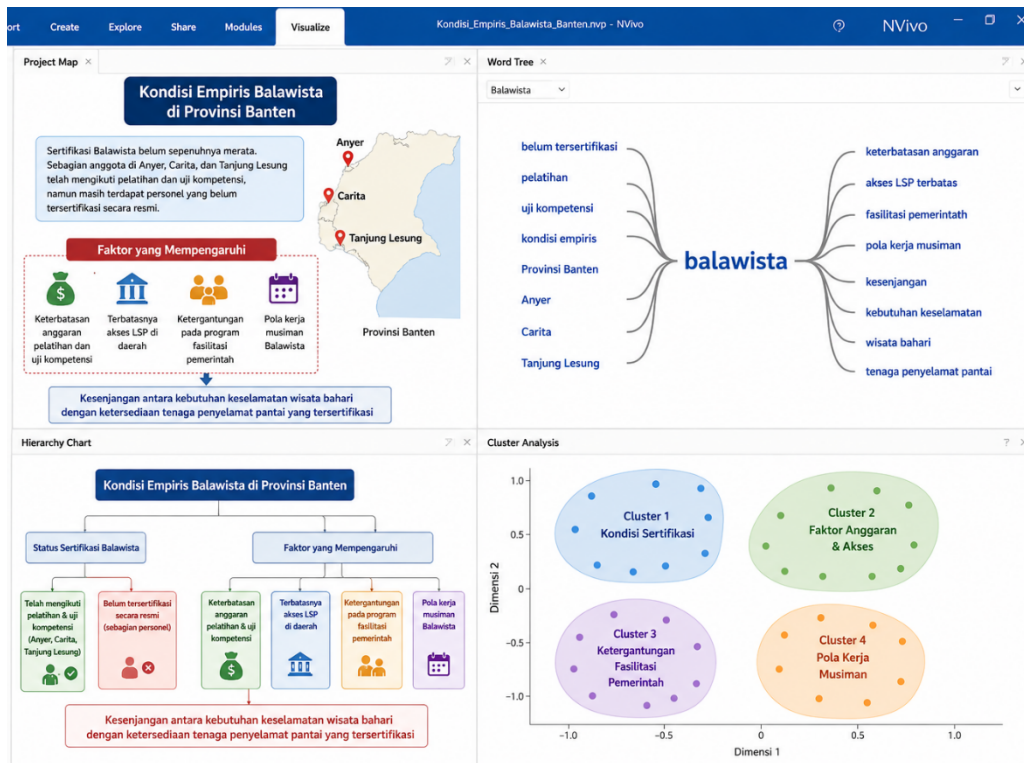 ort Create Explore Share Modules Visualize Kondisi_Empiris_Balawista_Banten.nvp - NVivo NVivo
Project Map
Kondisi Empiris Balawista
di Provinsi Banten
Sertifikasi Balawista belum sepenuhnya merata.
Sebagian anggota di Anyer, Carita, dan Tanjung Lesung
telah mengikuti pelatihan dan uji kompetensi,
namun masih terdapat personel yang belum
tersertifikasi secara resmi.
Anyer
Carita
Tanjung Lesung
Provinsi Banten
Faktor yang Mempengaruhi
Keterbatasan
anggaran
pelatihan dan
uji kompetensi
Terbatasnya
akses LSP di
daerah
Ketergantungan
pada program
fasilitasi
pemerintah
Pola kerja
musiman
Balawista
Kesenjangan antara kebutuhan keselamatan wisata bahari
dengan ketersediaan tenaga penyelamat pantai yang tersertifikasi
Word Tree
Balawista
belum tersertifikasi
pelatihan
uji kompetensi
kondisi empiris
Provinsi Banten
Anyer
Carita
Tanjung Lesung
balawista
keterbatasan anggaran
akses LSP terbatas
fasilitasi pemerintath
pola kerja musiman
kesenjangan
kebutuhan keselamatan
wisata bahari
tenaga penyelamat pantai
Hierarchy Chart
Kondisi Empiris Balawista di Provinsi Banten
Status Sertifikasi Balawista
Faktor yang Mempengaruhi
Telah mengikuti
pelatihan & uji
kompetensi
(Anyer, Carita,
Tanjung Lesung)
Belum tersertifikasi
secara resmi
(sebagian personel)
Keterbatasan
anggaran
pelatihan & uji
kompetensi
Terbatasnya
akses LSP
di daerah
Ketergantungan
pada program
fasilitasi
pemerintah
Pola kerja
musiman
Balawista
Kesenjangan antara kebutuhan keselamatan wisata bahari
dengan ketersediaan tenaga penyelamat pantai yang tersertifikasi
Cluster Analysis
Dimensi 2
1.0
0.5
0
−0.5
−1.0
Cluster 1
Kondisi Sertifikasi
Cluster 2
Faktor Anggaran
& Akses
Cluster 3
Ketergantungan
Fasilitasi
Pemerintah
Cluster 4
Pola Kerja
Musiman
−1.0 −0.5 0 0.5 1.0
Dimensi 1